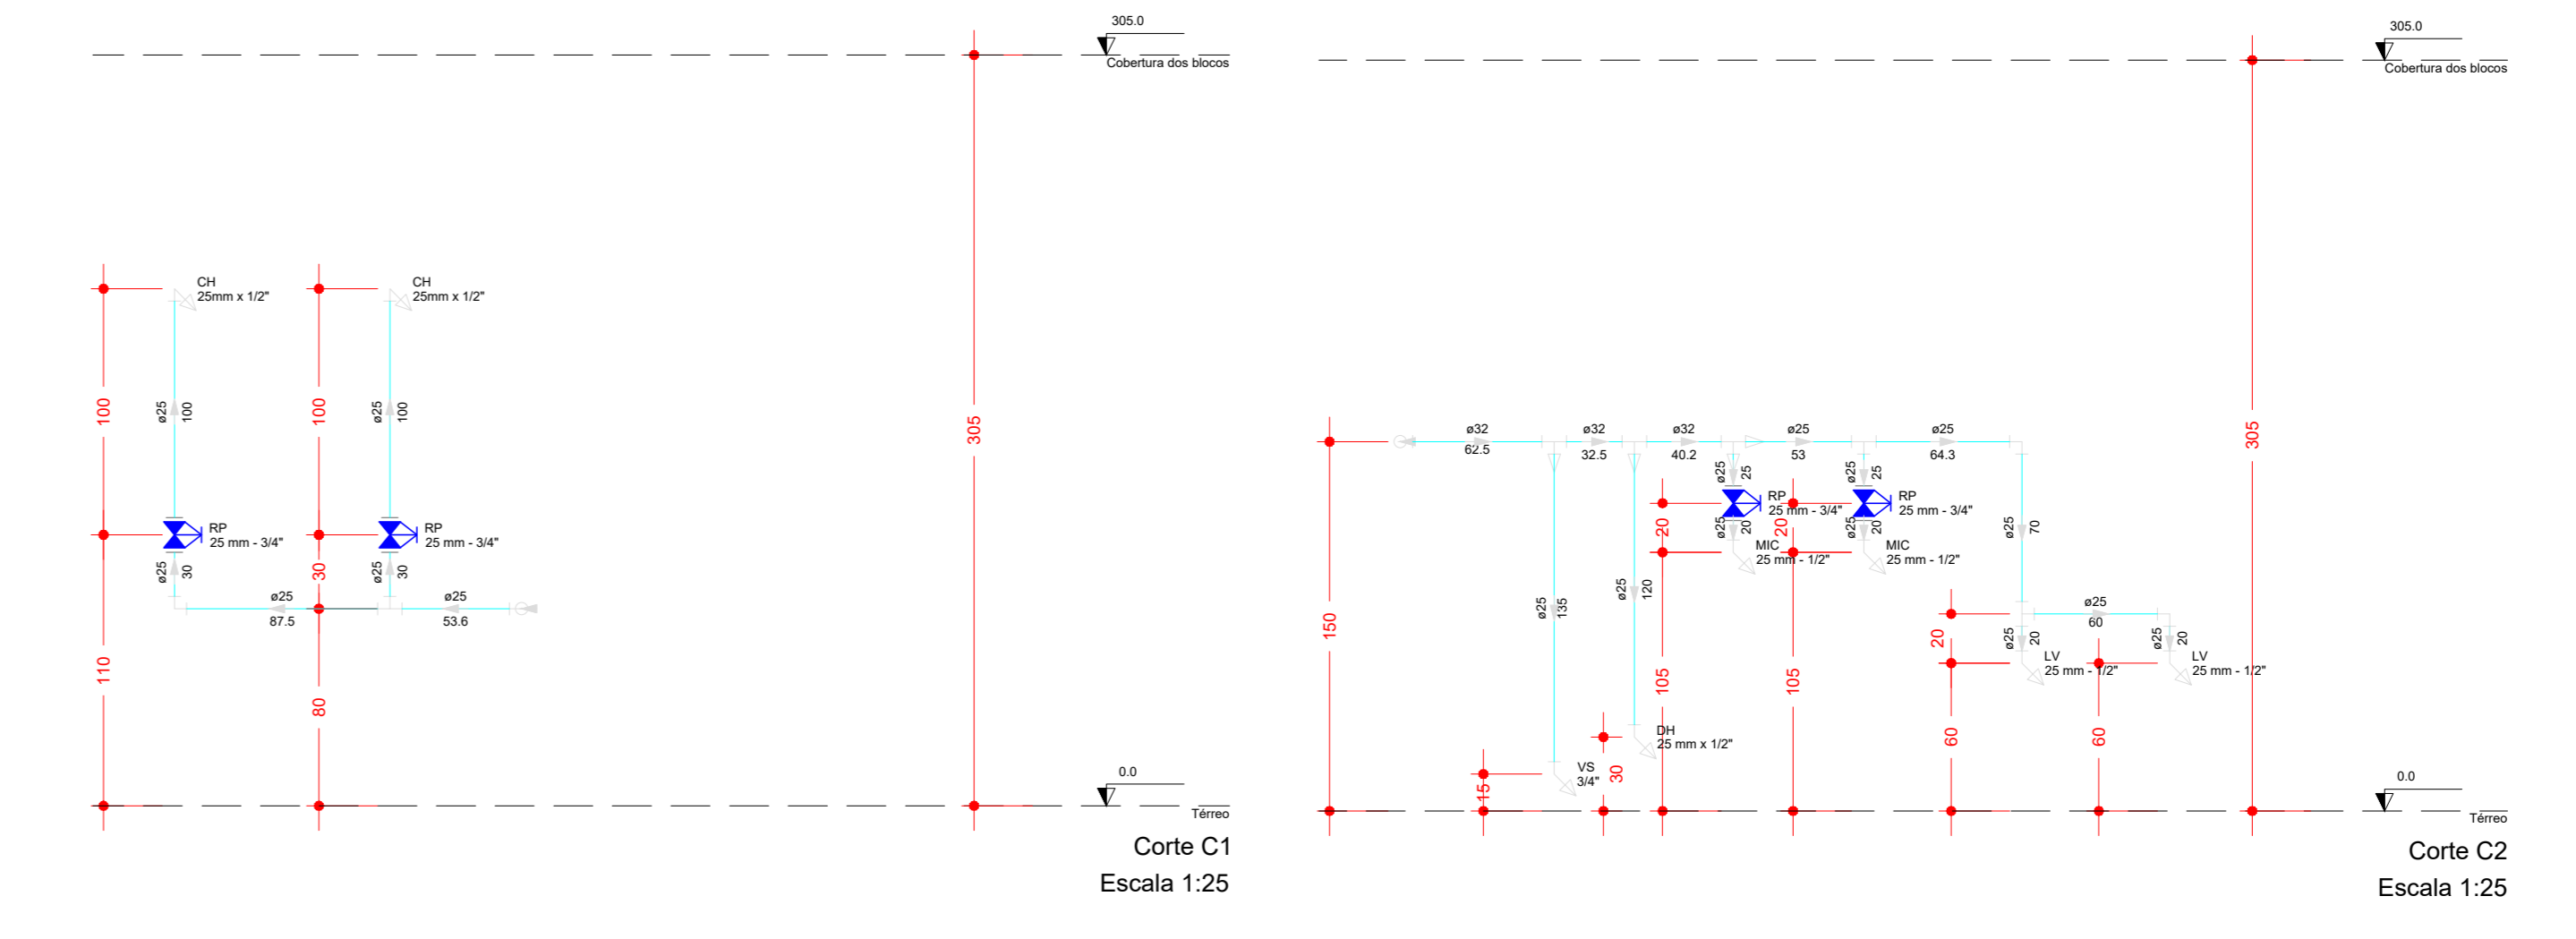 305.0
Cobertura dos blocos
CH
25mm x 1/2"
CH
25mm x 1/2"
100
ø25
100
100
ø25
100
305
RP
25 mm - 3/4"
RP
25 mm - 3/4"
ø25
30
30
ø25
30
ø25
87.5
ø25
53.6
110
80
0.0
Térreo
Corte C1
Escala 1:25
305.0
Cobertura dos blocos
305
ø32
62.5
ø32
32.5
ø32
40.2
ø25
53
ø25
64.3
ø25
25
ø25
25
RP
25 mm - 3/4"
RP
25 mm - 3/4"
20
ø25
20
20
ø25
20
MIC
25 mm - 1/2"
MIC
25 mm - 1/2"
ø25
70
150
ø25
135
ø25
120
ø25
60
20
ø25
20
ø25
20
LV
25 mm - 1/2"
LV
25 mm - 1/2"
105
105
60
60
DH
25 mm x 1/2"
VS
3/4"
15
30
0.0
Térreo
Corte C2
Escala 1:25